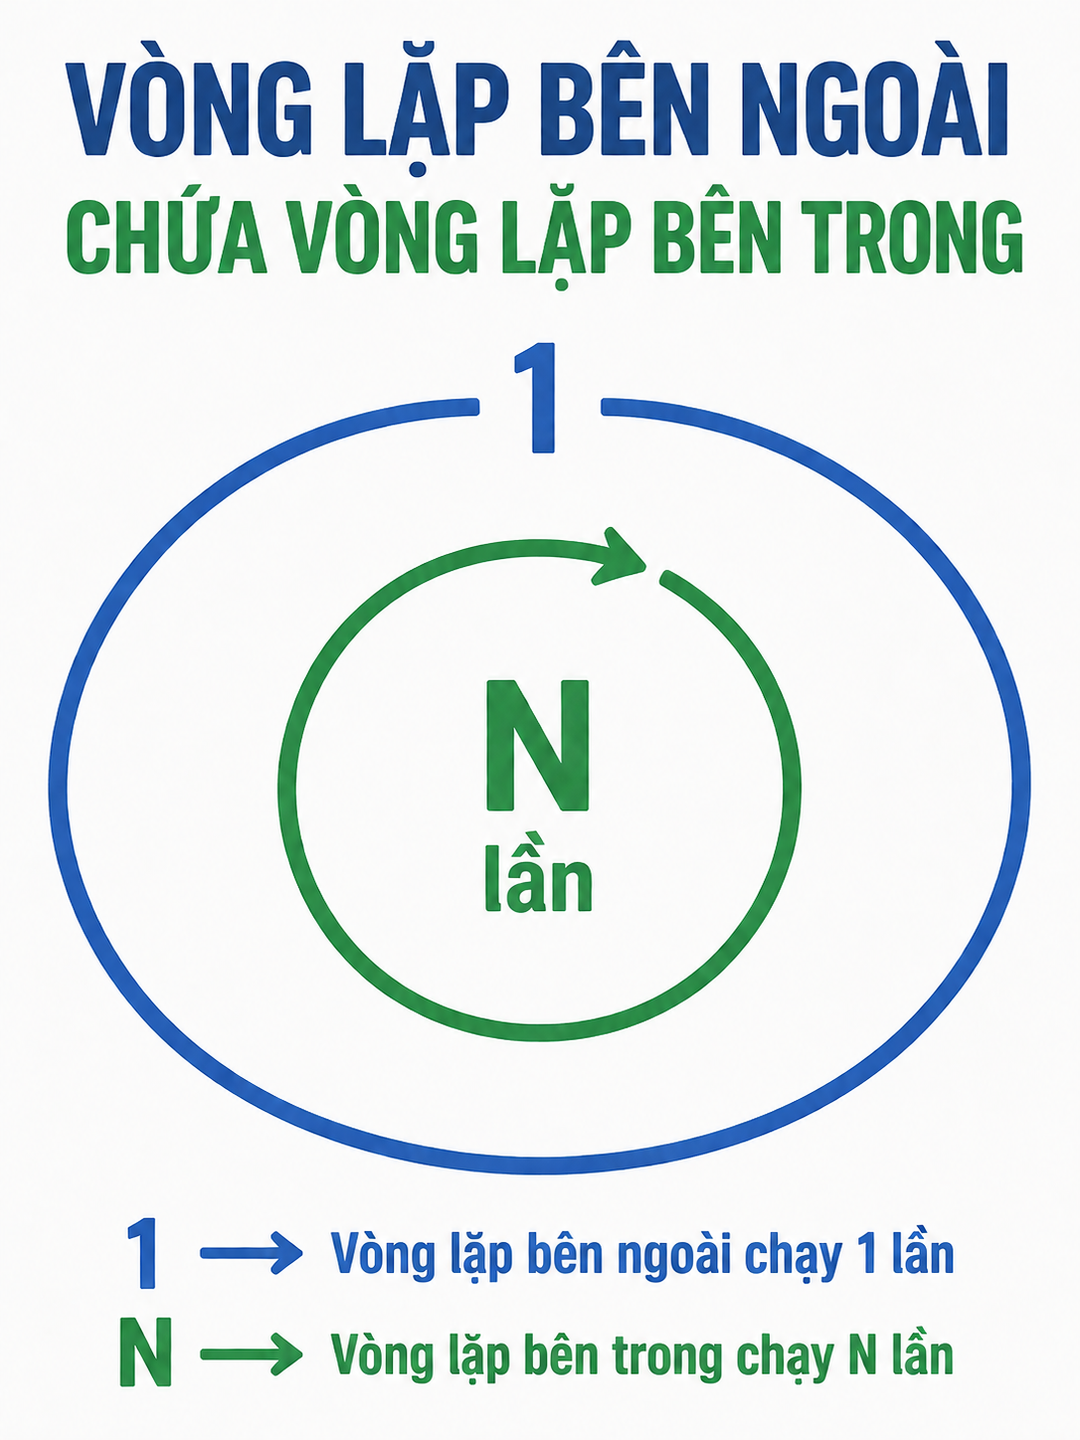 VÒNG LẶP BÊN NGOÀI
CHỨA VÒNG LẶP BÊN TRONG
1
N
lần
1 → Vòng lặp bên ngoài chạy 1 lần
N → Vòng lặp bên trong chạy N lần